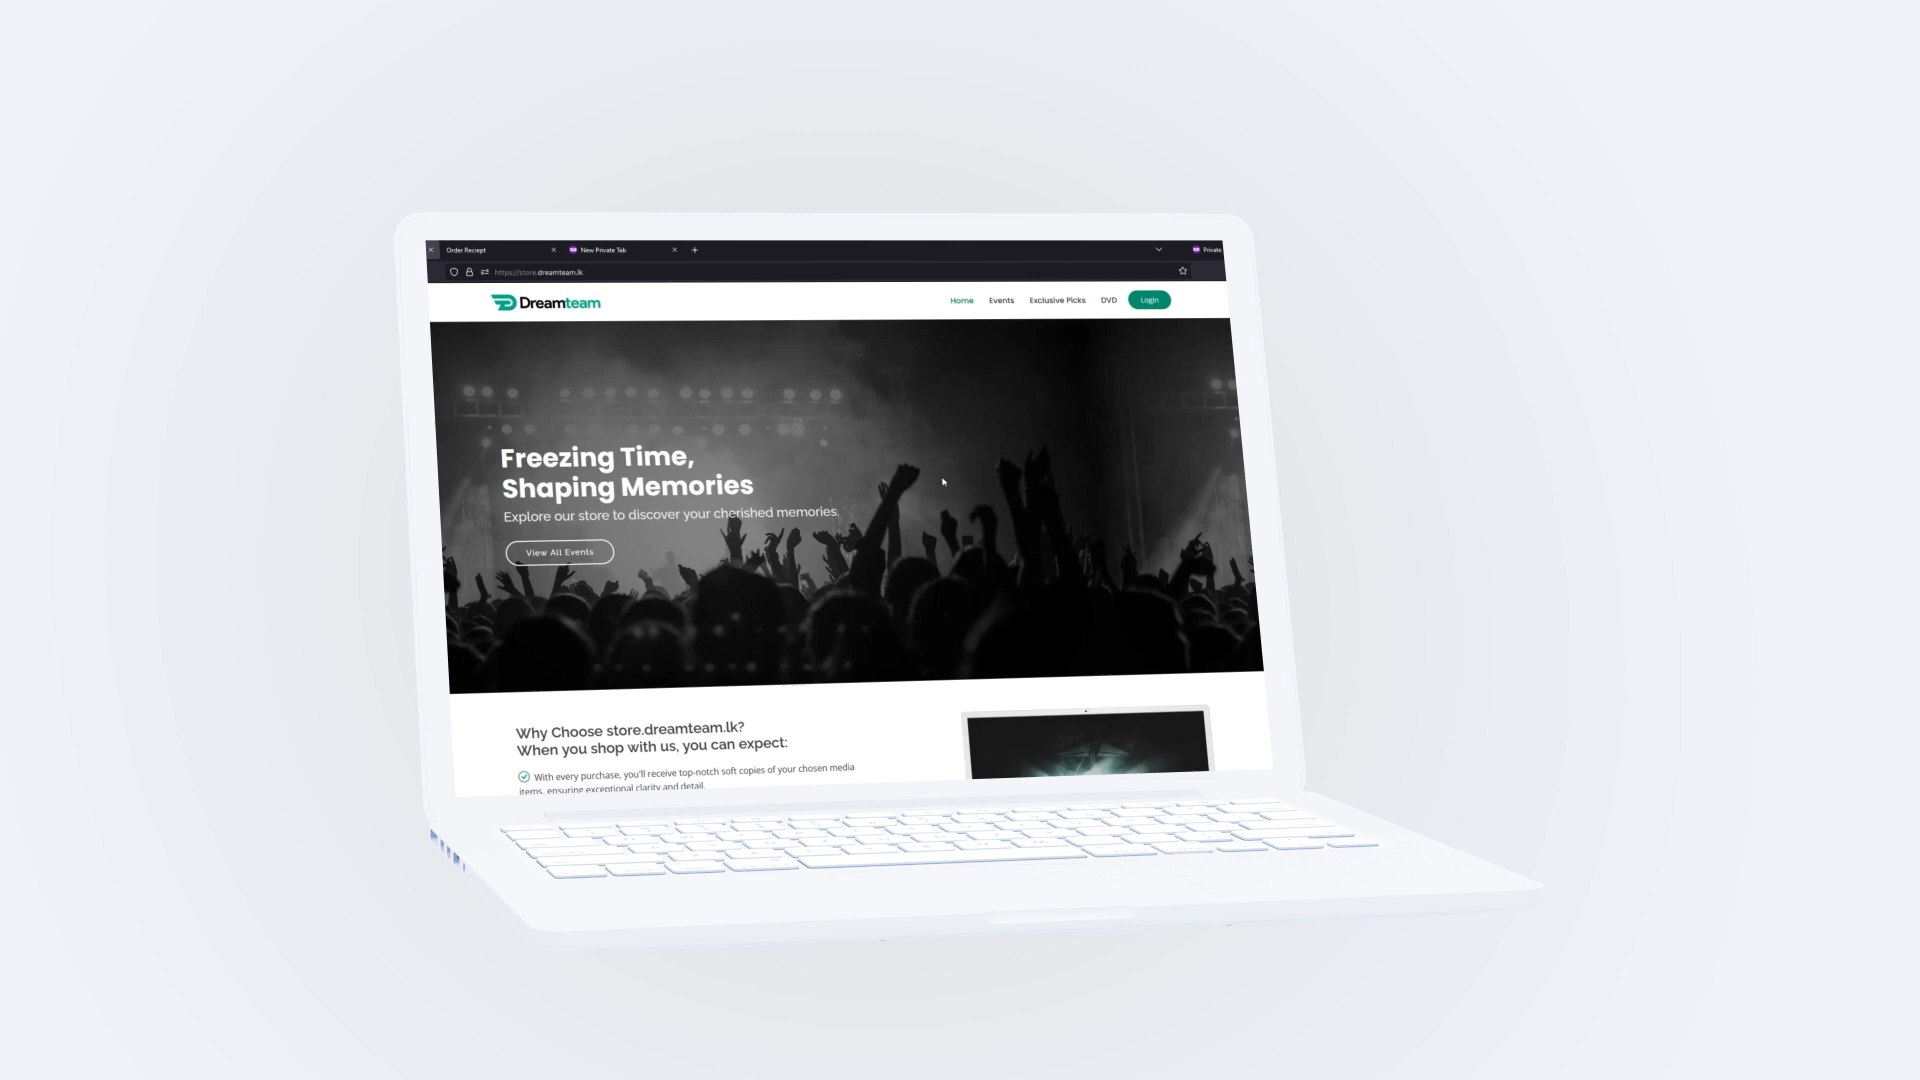 Order Reciept
New Private Tab
Private
https://store.dreamteam.lk
Dreamteam
Home
Events
Exclusive Picks
DVD
Login
Freezing Time,
Shaping Memories
Explore our store to discover your cherished memories.
View All Events
Why Choose store.dreamteam.lk?
When you shop with us, you can expect:
With every purchase, you'll receive top-notch soft copies of your chosen media
items, ensuring exceptional clarity and detail.